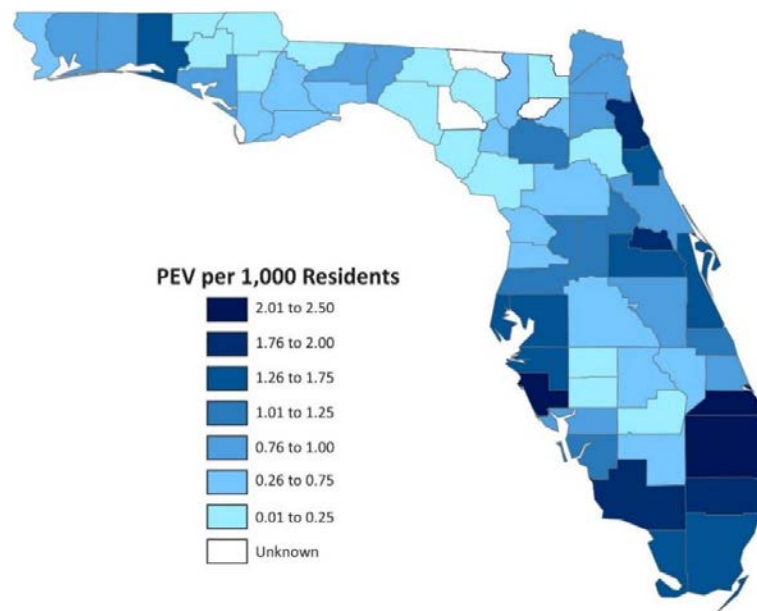 PEV per 1,000 Residents
2.01 to 2.50
1.76 to 2.00
1.26 to 1.75
1.01 to 1.25
0.76 to 1.00
0.26 to 0.75
0.01 to 0.25
Unknown